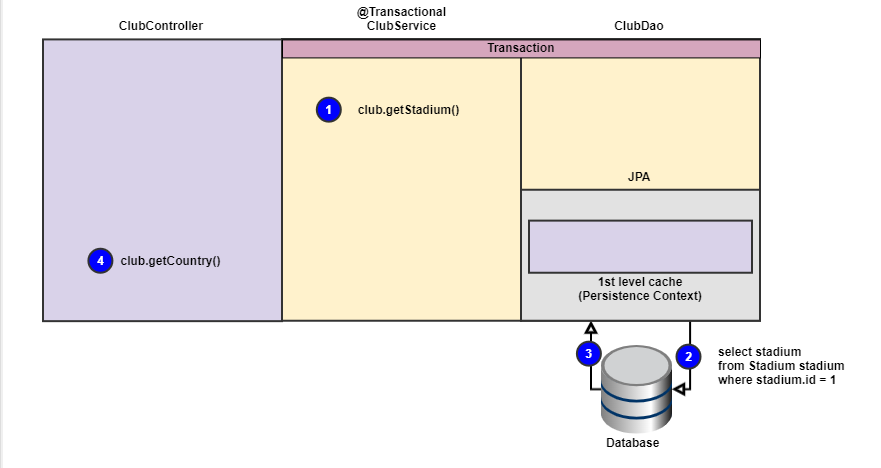 @Transactional
ClubController
ClubService
ClubDao
Transaction
1
club.getStadium()
JPA
4
club.getCountry()
1st level cache
(Persistence Context)
3
2
select stadium
from Stadium stadium
where stadium.id = 1
Database